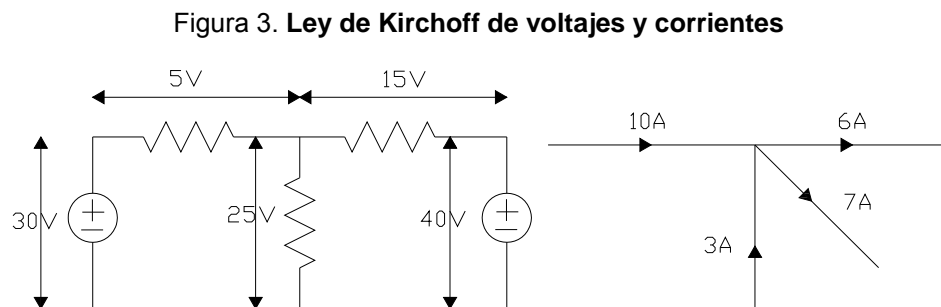 Figura 3. Ley de Kirchoff de voltajes y corrientes
5V 15V
10A 6A
30V 25V 40V
7A
3A